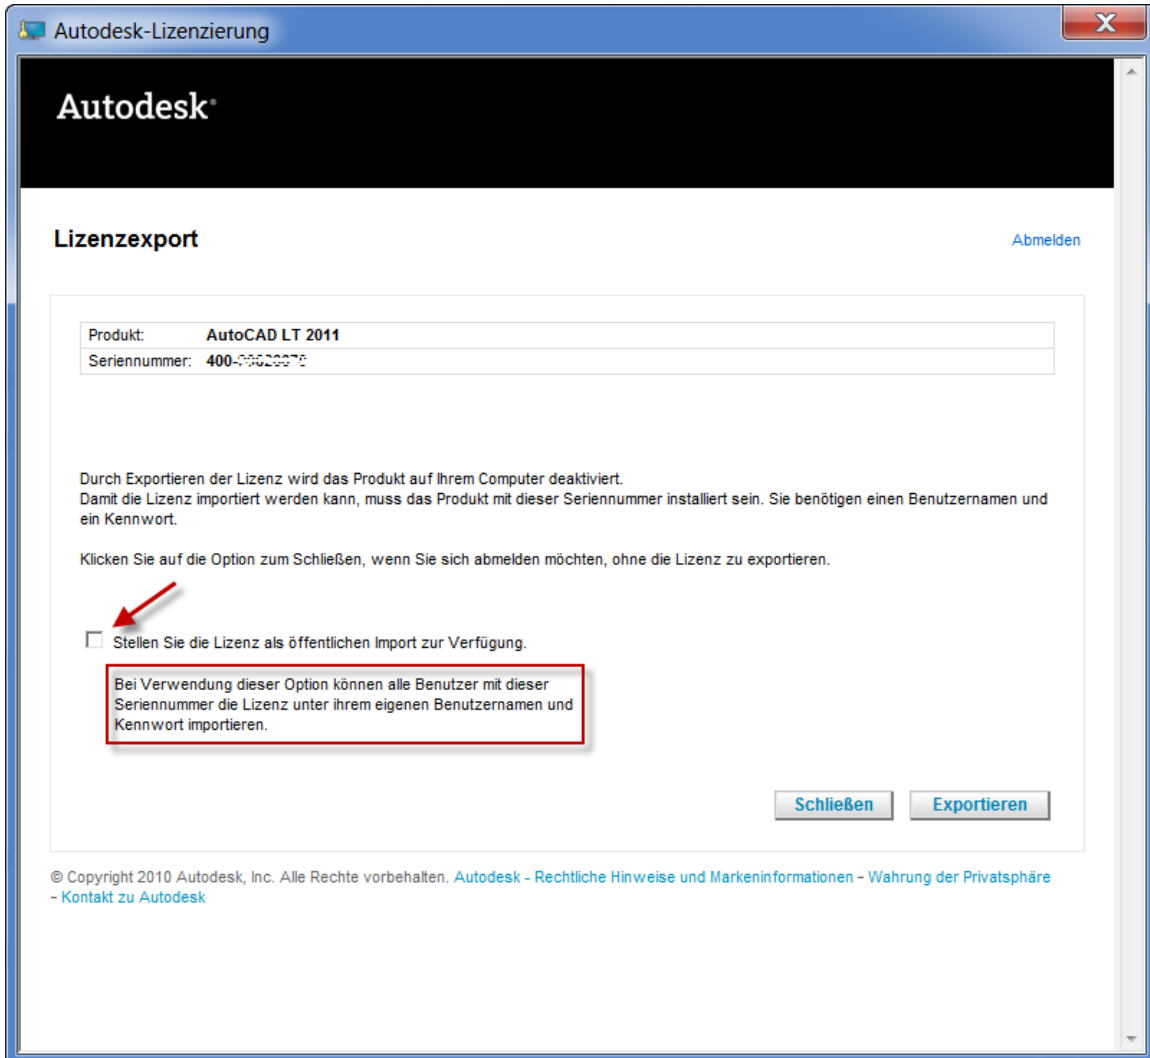 Autodesk-Lizenzierung
Autodesk®
Lizenzexport
Abmelden
Produkt: AutoCAD LT 2011
Seriennummer: 400-
Durch Exportieren der Lizenz wird das Produkt auf Ihrem Computer deaktiviert.
Damit die Lizenz importiert werden kann, muss das Produkt mit dieser Seriennummer installiert sein. Sie benötigen einen Benutzernamen und
ein Kennwort.
Klicken Sie auf die Option zum Schließen, wenn Sie sich abmelden möchten, ohne die Lizenz zu exportieren.
Stellen Sie die Lizenz als öffentlichen Import zur Verfügung.
Bei Verwendung dieser Option können alle Benutzer mit dieser
Seriennummer die Lizenz unter ihrem eigenen Benutzernamen und
Kennwort importieren.
Schließen Exportieren
© Copyright 2010 Autodesk, Inc. Alle Rechte vorbehalten. Autodesk - Rechtliche Hinweise und Markeninformationen – Wahrung der Privatsphäre
– Kontakt zu Autodesk